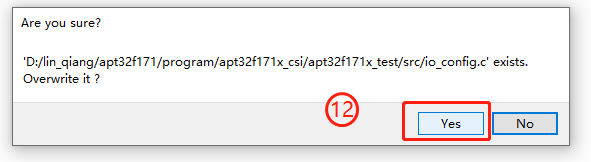 Are you sure?
'D:/lin_qiang/apt32f171/program/apt32f171x_csi/apt32f171x_test/src/io_config.c' exists.
Overwrite it ?
12
Yes
No